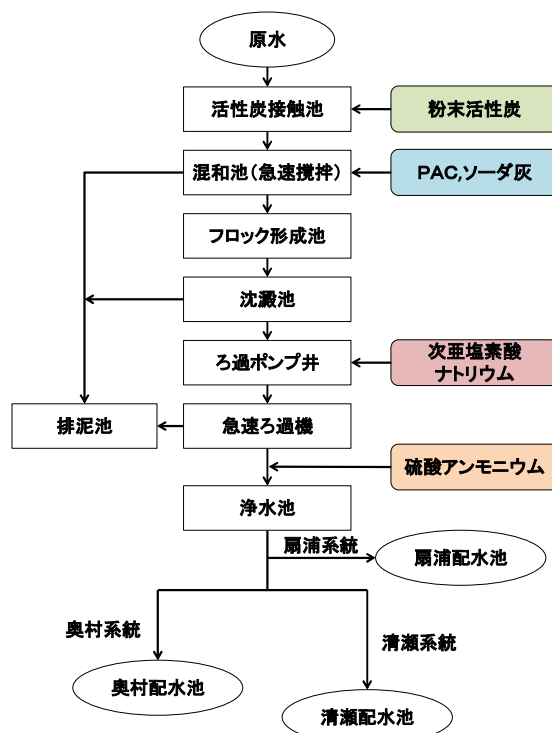 原水
活性炭接触池
粉末活性炭
混和池(急速撹拌)
PAC,ソーダ灰
フロック形成池
沈澱池
ろ過ポンプ井
次亜塩素酸
ナトリウム
排泥池
急速ろ過機
硫酸アンモニウム
浄水池
扇浦系統
扇浦配水池
奥村系統
清瀬系統
奥村配水池
清瀬配水池